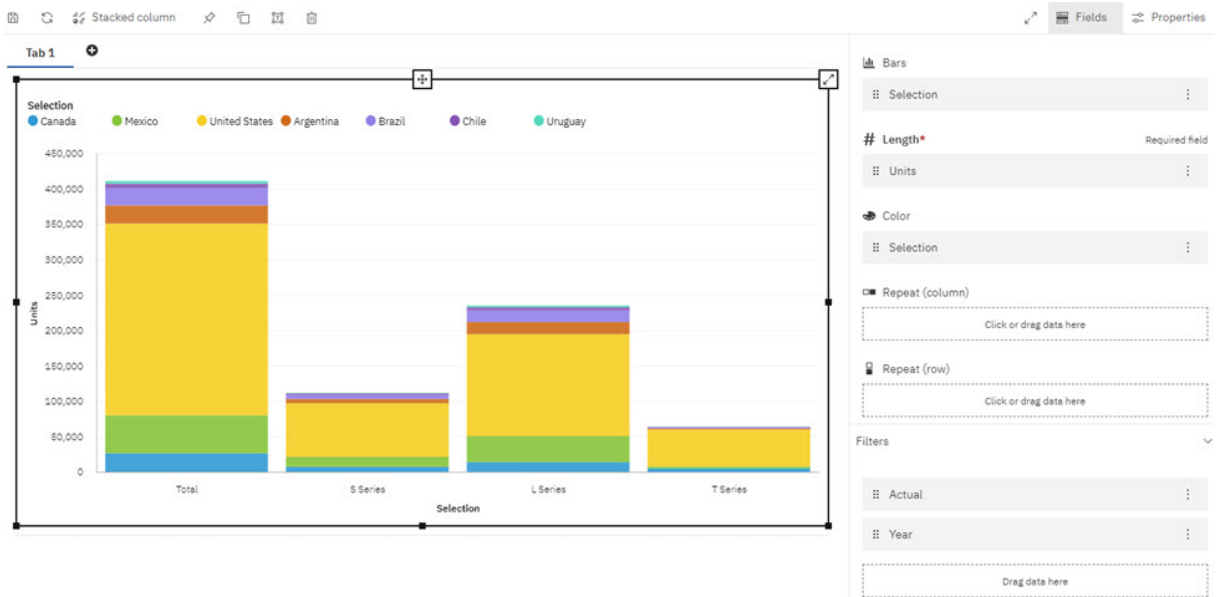 Stacked column
Fields
Properties
Tab 1
Selection
Canada Mexico United States Argentina Brazil Chile Uruguay
450,000
400,000
350,000
300,000
250,000
200,000
150,000
100,000
50,000
0
Units
Total S Series L Series T Series
Selection
Bars
Selection
# Length* Required field
Units
Color
Selection
Repeat (column)
Click or drag data here
Repeat (row)
Click or drag data here
Filters
Actual
Year
Drag data here